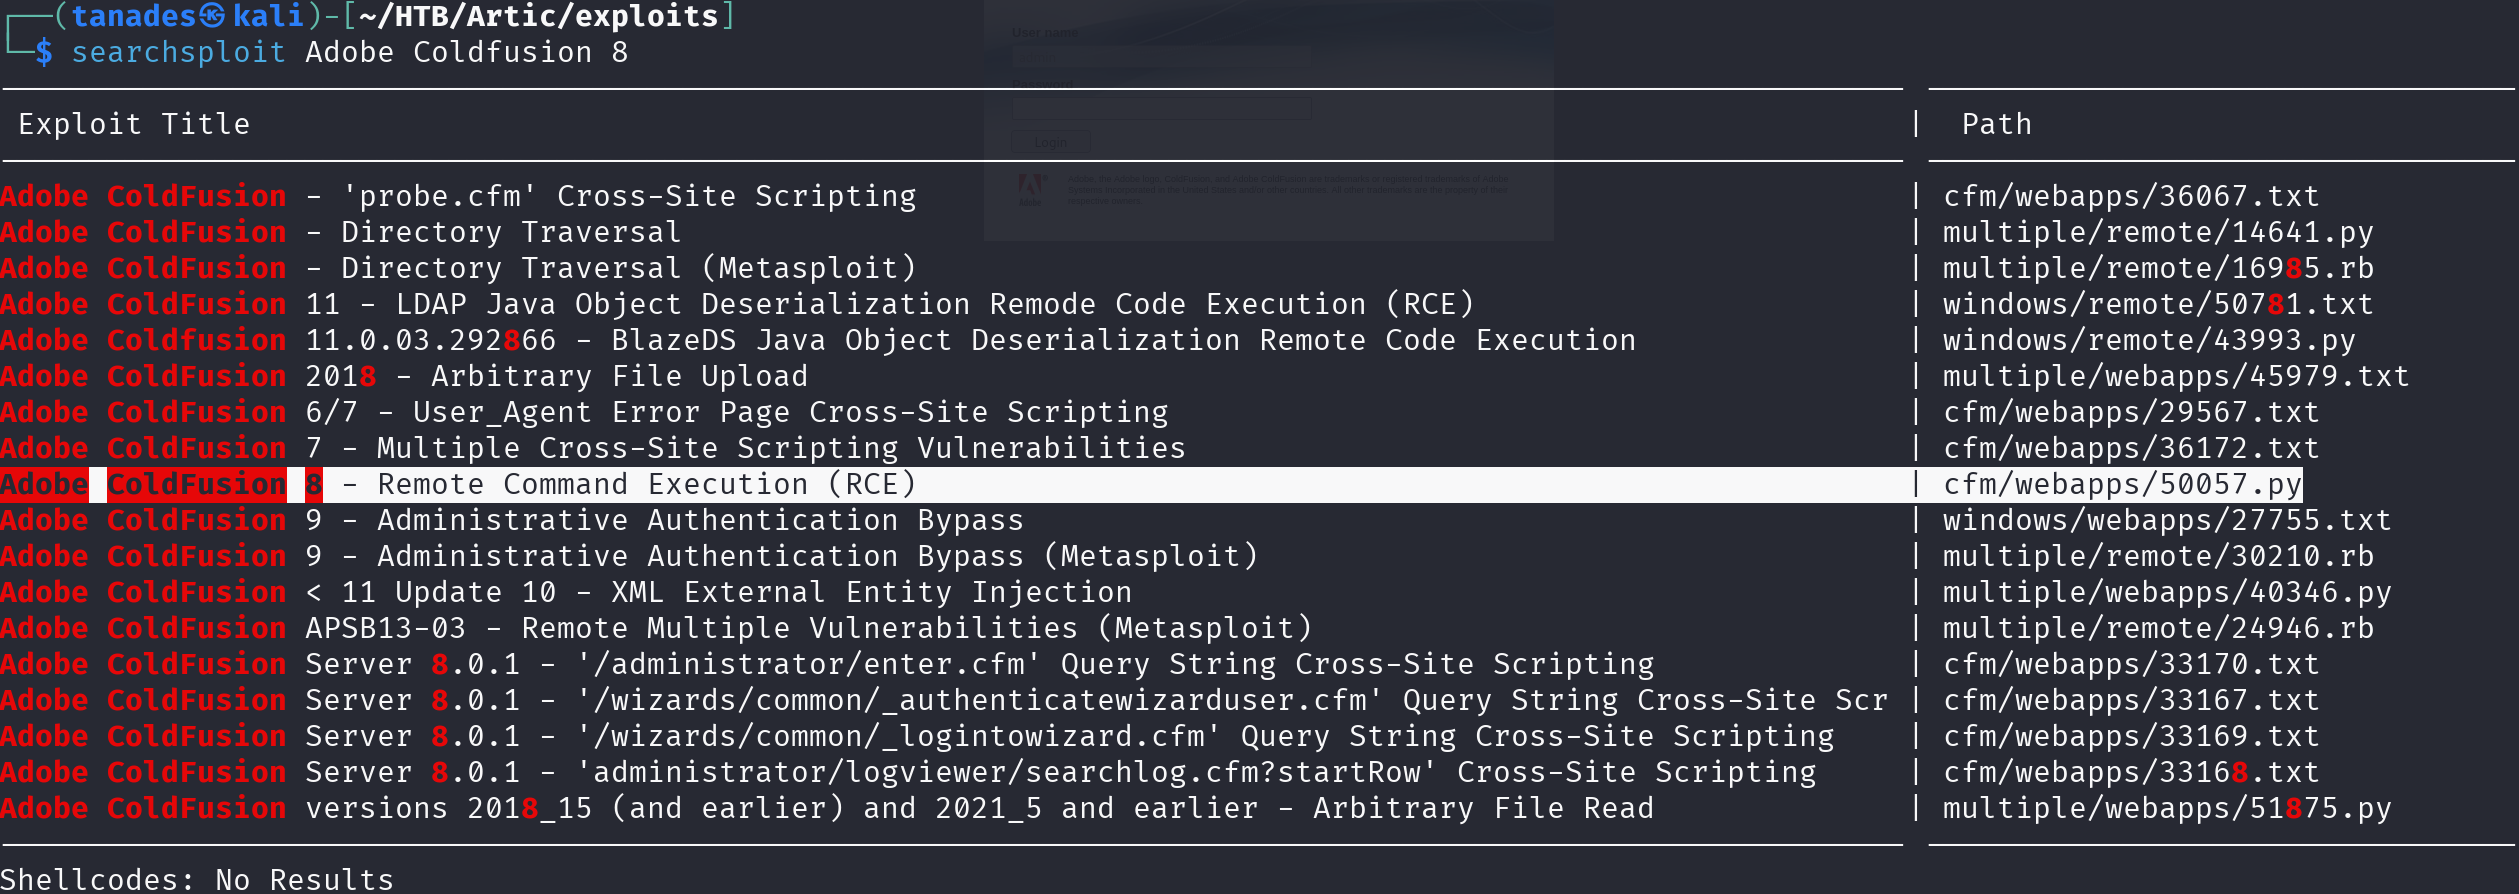 (tanades㉿kali)-[~/HTB/Artic/exploits]
$ searchsploit Adobe Coldfusion 8
Exploit Title | Path
Adobe ColdFusion - 'probe.cfm' Cross-Site Scripting | cfm/webapps/36067.txt
Adobe ColdFusion - Directory Traversal | multiple/remote/14641.py
Adobe ColdFusion - Directory Traversal (Metasploit) | multiple/remote/16985.rb
Adobe ColdFusion 11 - LDAP Java Object Deserialization Remode Code Execution (RCE) | windows/remote/50781.txt
Adobe Coldfusion 11.0.03.292866 - BlazeDS Java Object Deserialization Remote Code Execution | windows/remote/43993.py
Adobe ColdFusion 2018 - Arbitrary File Upload | multiple/webapps/45979.txt
Adobe ColdFusion 6/7 - User_Agent Error Page Cross-Site Scripting | cfm/webapps/29567.txt
Adobe ColdFusion 7 - Multiple Cross-Site Scripting Vulnerabilities | cfm/webapps/36172.txt
Adobe ColdFusion 8 - Remote Command Execution (RCE) | cfm/webapps/50057.py
Adobe ColdFusion 9 - Administrative Authentication Bypass | windows/webapps/27755.txt
Adobe ColdFusion 9 - Administrative Authentication Bypass (Metasploit) | multiple/remote/30210.rb
Adobe ColdFusion < 11 Update 10 - XML External Entity Injection | multiple/webapps/40346.py
Adobe ColdFusion APSB13-03 - Remote Multiple Vulnerabilities (Metasploit) | multiple/remote/24946.rb
Adobe ColdFusion Server 8.0.1 - '/administrator/enter.cfm' Query String Cross-Site Scripting | cfm/webapps/33170.txt
Adobe ColdFusion Server 8.0.1 - '/wizards/common/_authenticatewizarduser.cfm' Query String Cross-Site Scr | cfm/webapps/33167.txt
Adobe ColdFusion Server 8.0.1 - '/wizards/common/_logintowizard.cfm' Query String Cross-Site Scripting | cfm/webapps/33169.txt
Adobe ColdFusion Server 8.0.1 - 'administrator/logviewer/searchlog.cfm?startRow' Cross-Site Scripting | cfm/webapps/33168.txt
Adobe ColdFusion versions 2018_15 (and earlier) and 2021_5 and earlier - Arbitrary File Read | multiple/webapps/51875.py
Shellcodes: No Results
User name
Password
Login